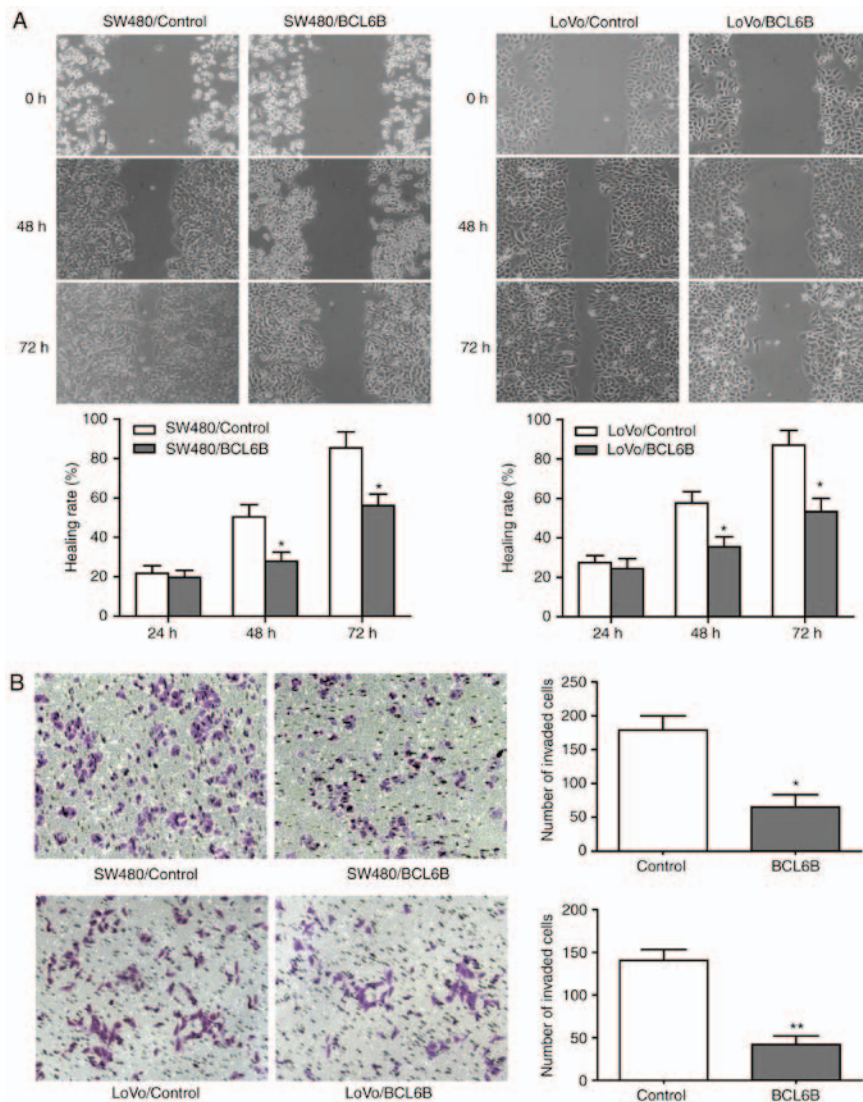 A
SW480/Control SW480/BCL6B LoVo/Control LoVo/BCL6B
0 h 0 h
48 h 48 h
72 h 72 h
100 SW480/Control 100 LoVo/Control
80 SW480/BCL6B 80 LoVo/BCL6B
60 * 60 *
40 * 40 *
20 20
0 0
Healing rate (%) Healing rate (%)
24 h 48 h 72 h 24 h 48 h 72 h
B
250
200
150
100
50 *
0
Number of invaded cells
Control BCL6B
SW480/Control SW480/BCL6B
200
150
100
50 **
0
Number of invaded cells
Control BCL6B
LoVo/Control LoVo/BCL6B